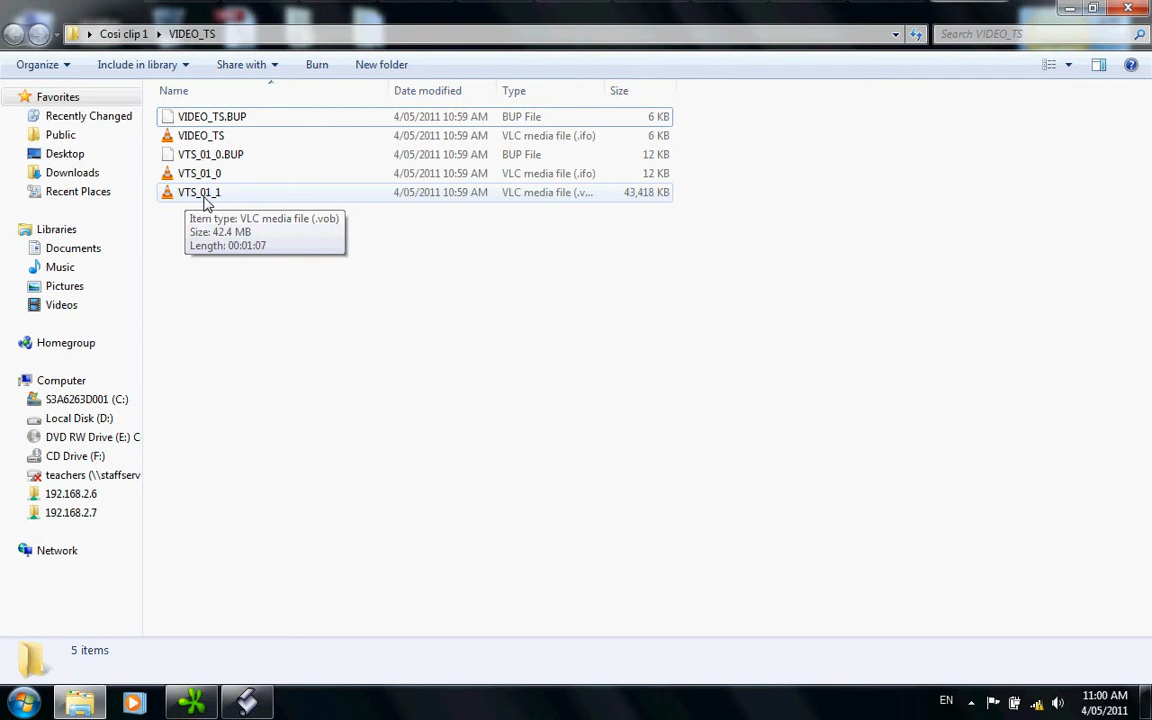 Cosi clip 1 VIDEO_TS Search VIDEO_TS
Organize Include in library Share with Burn New folder
Name Date modified Type Size
VIDEO_TS.BUP 4/05/2011 10:59 AM BUP File 6 KB
VIDEO_TS 4/05/2011 10:59 AM VLC media file (.ifo) 6 KB
VTS_01_0.BUP 4/05/2011 10:59 AM BUP File 12 KB
VTS_01_0 4/05/2011 10:59 AM VLC media file (.ifo) 12 KB
VTS_01_1 4/05/2011 10:59 AM VLC media file (.v... 43,418 KB
Item type: VLC media file (.vob)
Size: 42.4 MB
Length: 00:01:07
Favorites
Recently Changed
Public
Desktop
Downloads
Recent Places
Libraries
Documents
Music
Pictures
Videos
Homegroup
Computer
S3A6263D001 (C:)
Local Disk (D:)
DVD RW Drive (E:) C
CD Drive (F:)
teachers (\\staffserv
192.168.2.6
192.168.2.7
Network
5 items
EN 11:00 AM
4/05/2011